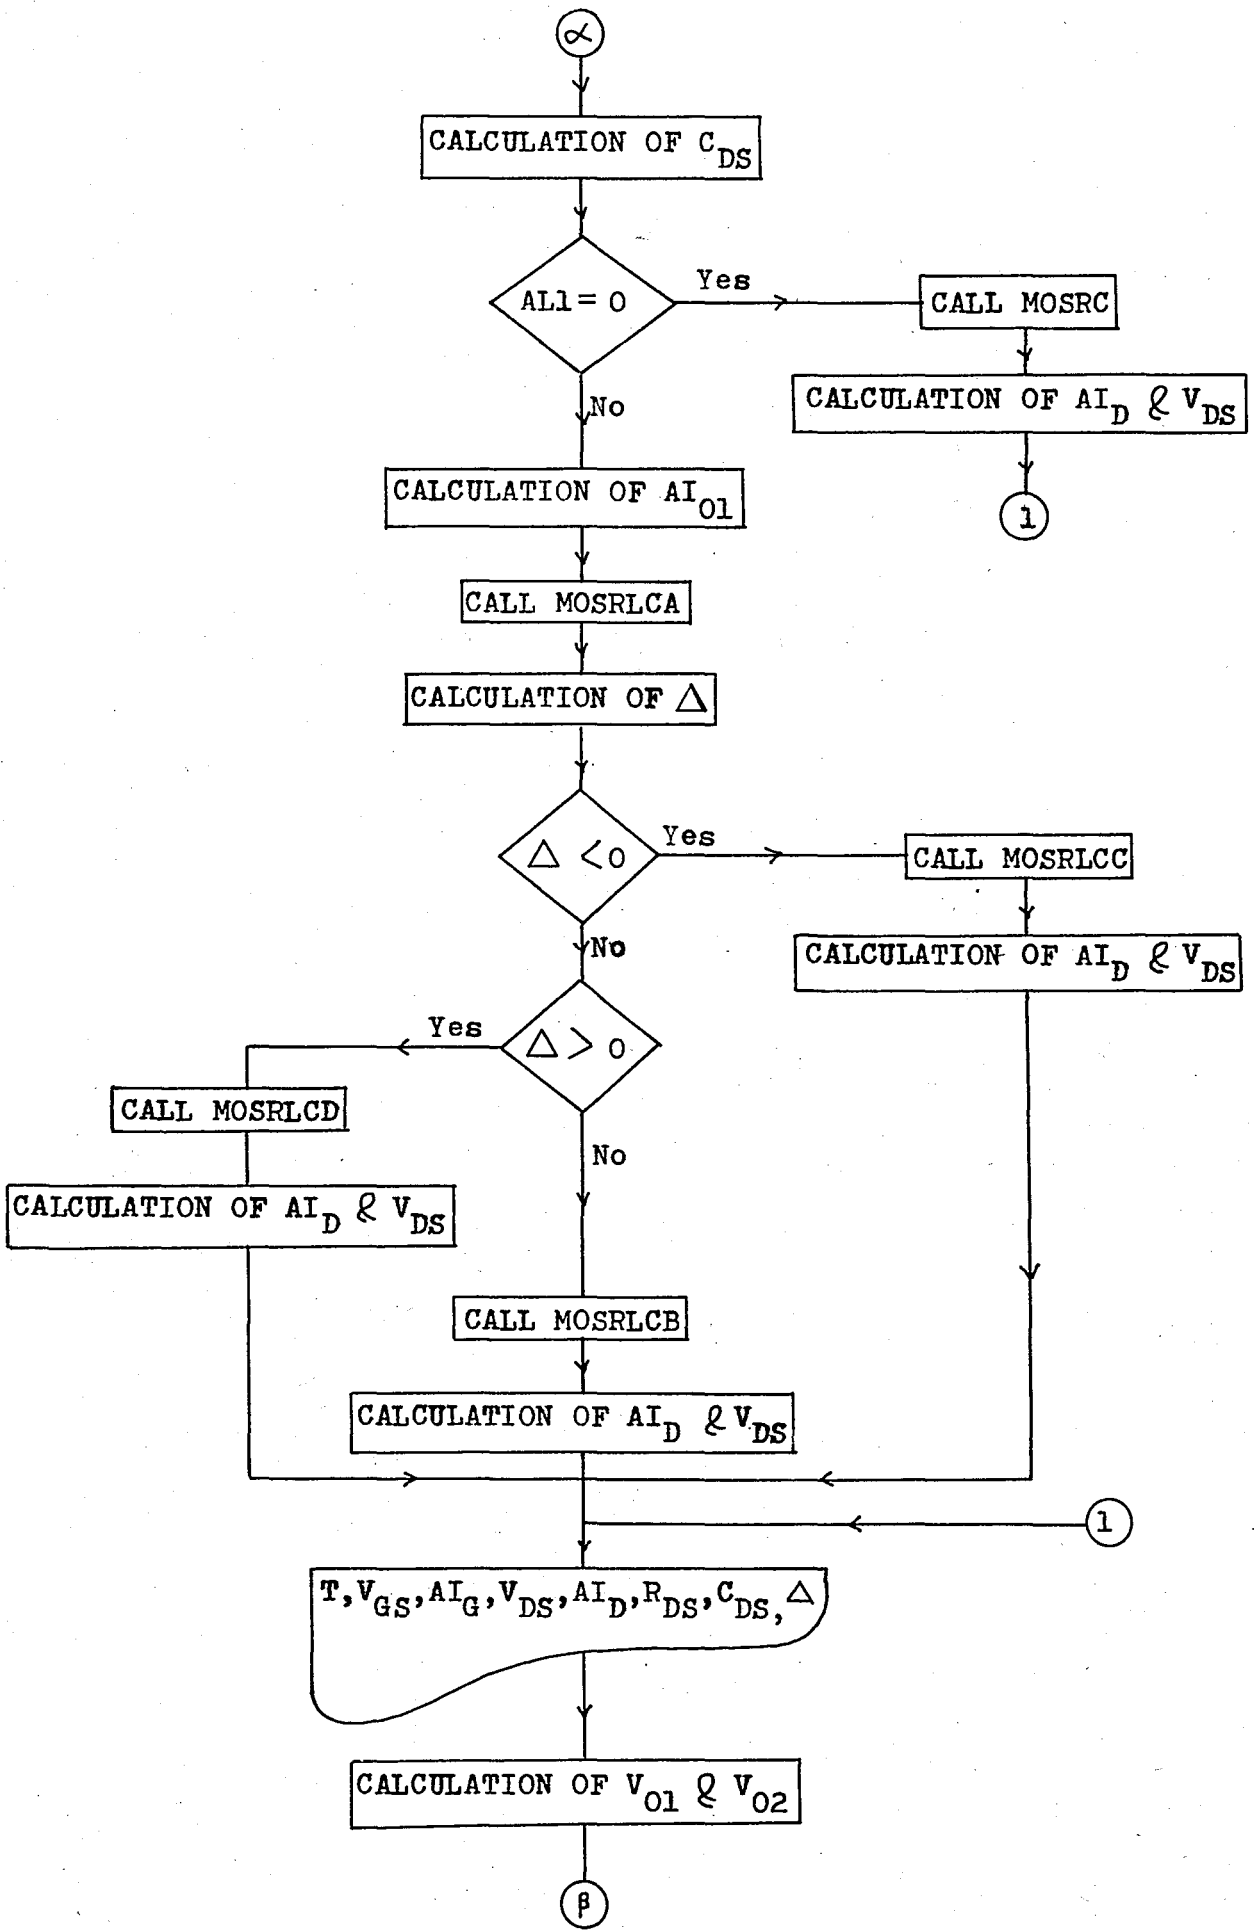 α
CALCULATION OF C_DS
AL1 = 0
Yes
CALL MOSRC
CALCULATION OF AI_D & V_DS
1
No
CALCULATION OF AI_01
CALL MOSRLCA
CALCULATION OF Δ
Δ < 0
Yes
CALL MOSRLCC
CALCULATION OF AI_D & V_DS
No
Δ > 0
Yes
CALL MOSRLCD
CALCULATION OF AI_D & V_DS
No
CALL MOSRLCB
CALCULATION OF AI_D & V_DS
1
T, V_GS, AI_G, V_DS, AI_D, R_DS, C_DS, Δ
CALCULATION OF V_01 & V_02
β